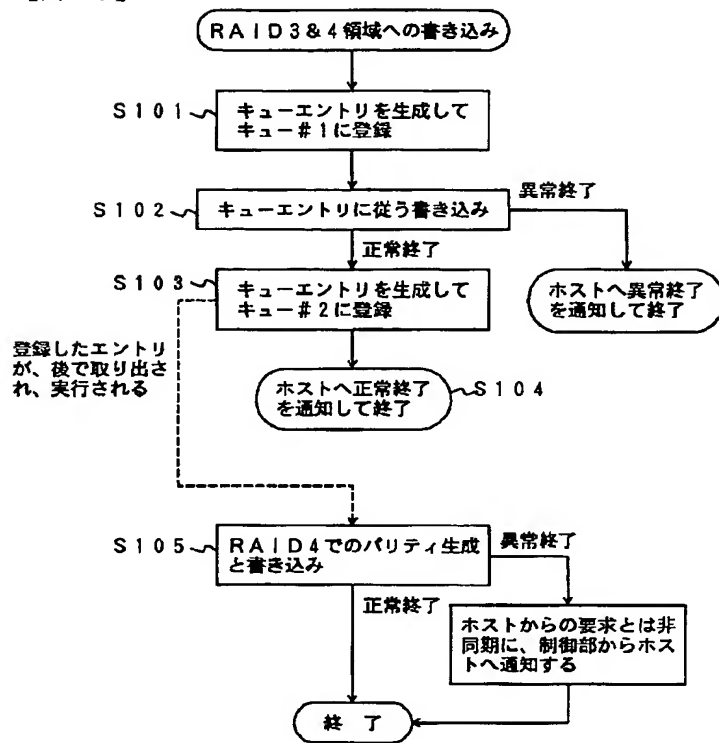 RAID3&4領域への書き込み
S101
キューエントリを生成して
キュー#1に登録
S102
キューエントリに従う書き込み
異常終了
正常終了
S103
キューエントリを生成して
キュー#2に登録
ホストへ異常終了
を通知して終了
登録したエントリ
が、後で取り出さ
れ、実行される
ホストへ正常終了
を通知して終了
S104
S105
RAID4でのパリティ生成
と書き込み
異常終了
正常終了
ホストからの要求とは非
同期に、制御部からホス
トへ通知する
終 了